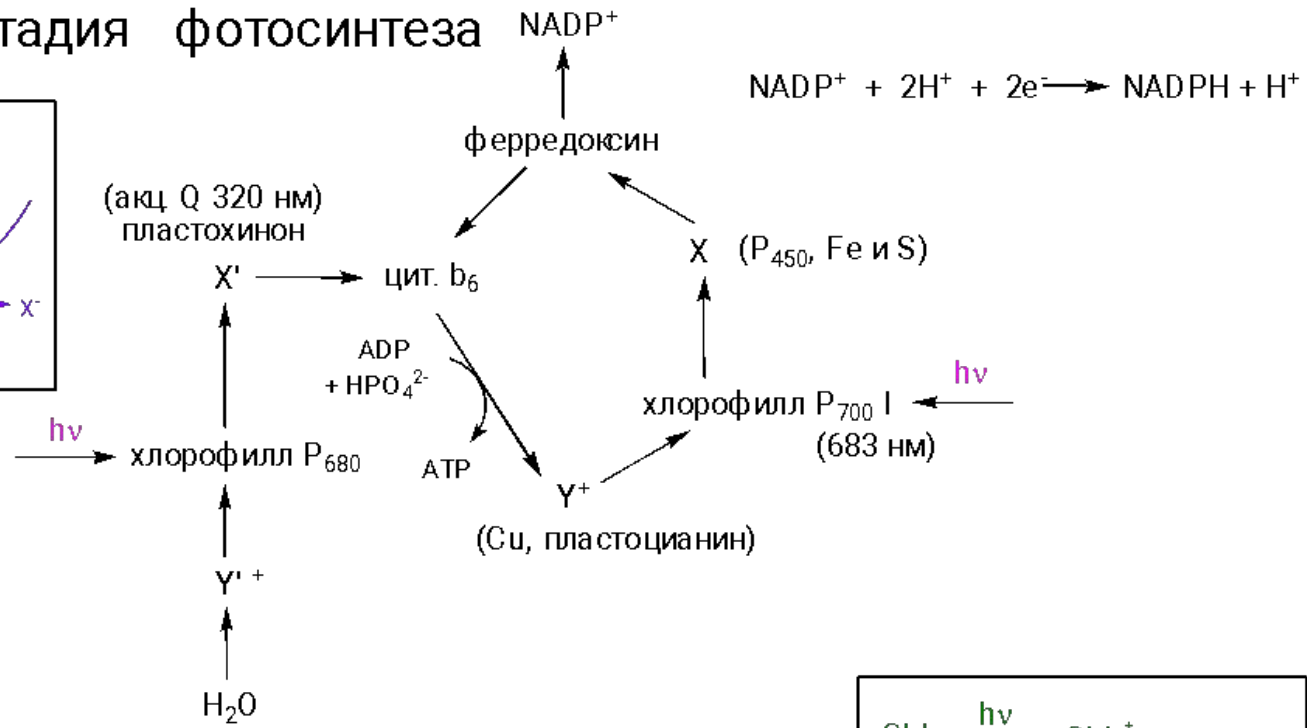 тадия фотосинтеза
NADP⁺
NADP⁺ + 2H⁺ + 2e⁻ → NADPH + H⁺
ферредоксин
(акц. Q 320 нм)
пластохинон
X' → цит. b₆
X (P₄₅₀, Fe и S)
X⁻
ADP
+ HPO₄²⁻
ATP
hν
хлорофилл P₇₀₀ I
(683 нм)
hν
хлорофилл P₆₈₀
Y⁺
(Cu, пластоцианин)
Y' ⁺
H₂O
hν